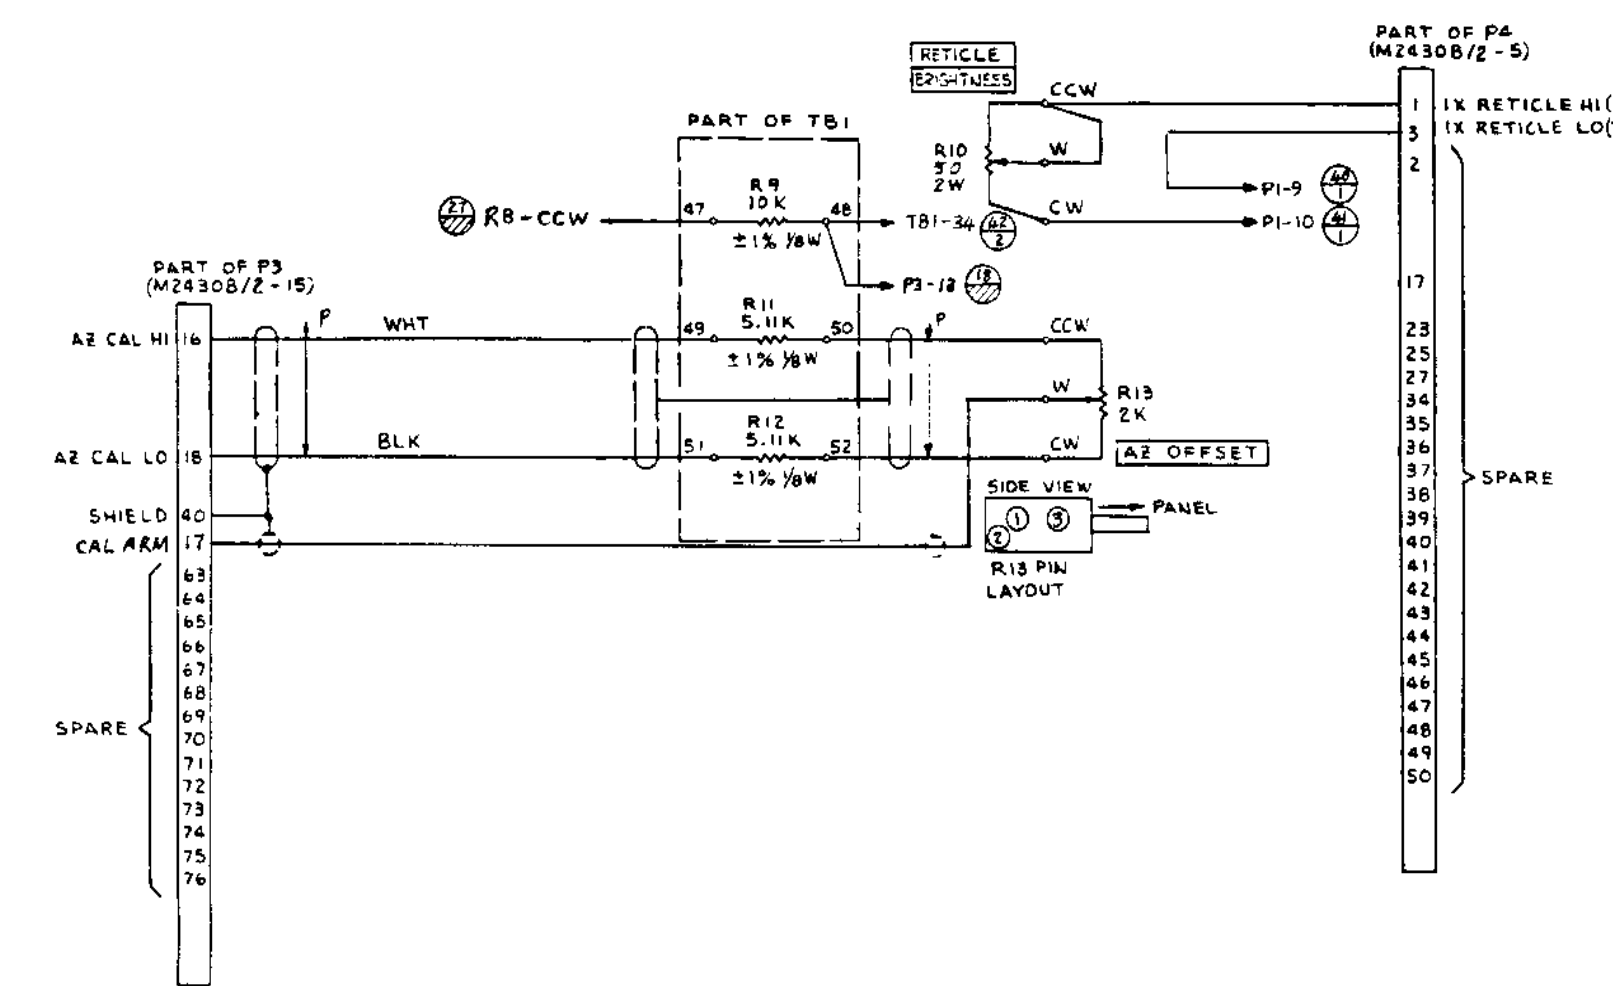 PART OF P4
(M24308/2-5)
RETICLE
BRIGHTNESS
CCW
1 1X RETICLE HI(
3 1X RETICLE LO(
2
PART OF TB1
R10
50
2W
W
CW
P1-9 40/1
P1-10 41/1
R9
10K
47 48
±1% 1/8W
27 R8-CCW
TB1-34 42/2
P3-18 18
17
23
25
27
34
35
36
37
38
39
40
41
42
43
44
45
46
47
48
49
50
SPARE
PART OF P3
(M24308/2-15)
AZ CAL HI 16
P
WHT
R11
5.11K
49 50
±1% 1/8W
P
CCW
W
R13
2K
AZ CAL LO 18
BLK
R12
5.11K
51 52
±1% 1/8W
CW
AZ OFFSET
SHIELD 40
CAL ARM 17
SIDE VIEW
PANEL
1 3
2
R13 PIN
LAYOUT
63
64
65
66
67
68
69
70
71
72
73
74
75
76
SPARE